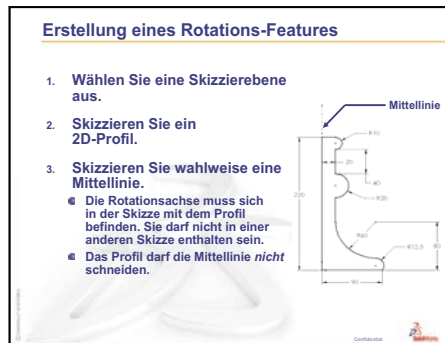 Erstellung eines Rotations-Features
1. Wählen Sie eine Skizzierebene
aus.
2. Skizzieren Sie ein
2D-Profil.
3. Skizzieren Sie wahlweise eine
Mittellinie.
Die Rotationsachse muss sich
in der Skizze mit dem Profil
befinden. Sie darf nicht in einer
anderen Skizze enthalten sein.
Das Profil darf die Mittellinie nicht
schneiden.
Mittellinie
R10
20
40
R20
220
R60
R12,5
80
90
Confidential
SolidWorks